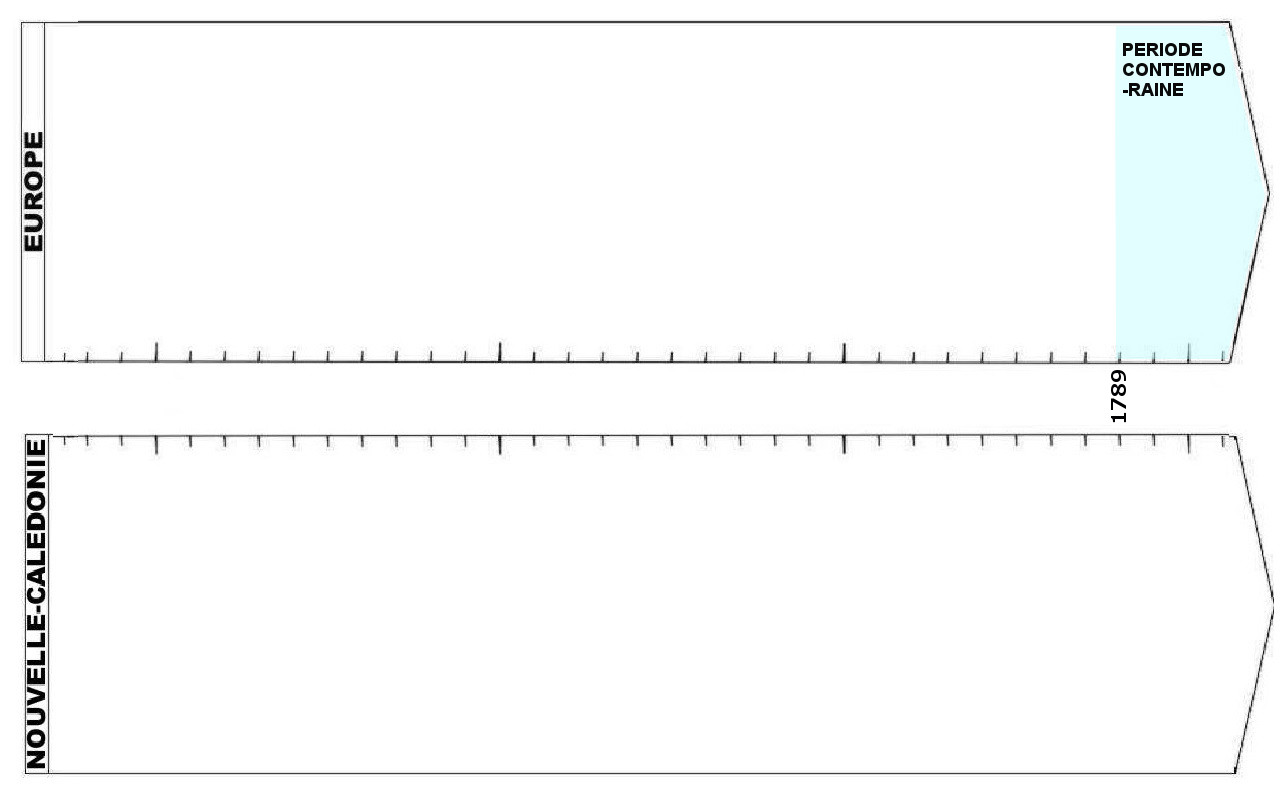 EUROPE
PERIODE
CONTEMPO
-RAINE
1789
NOUVELLE-CALEDONIE